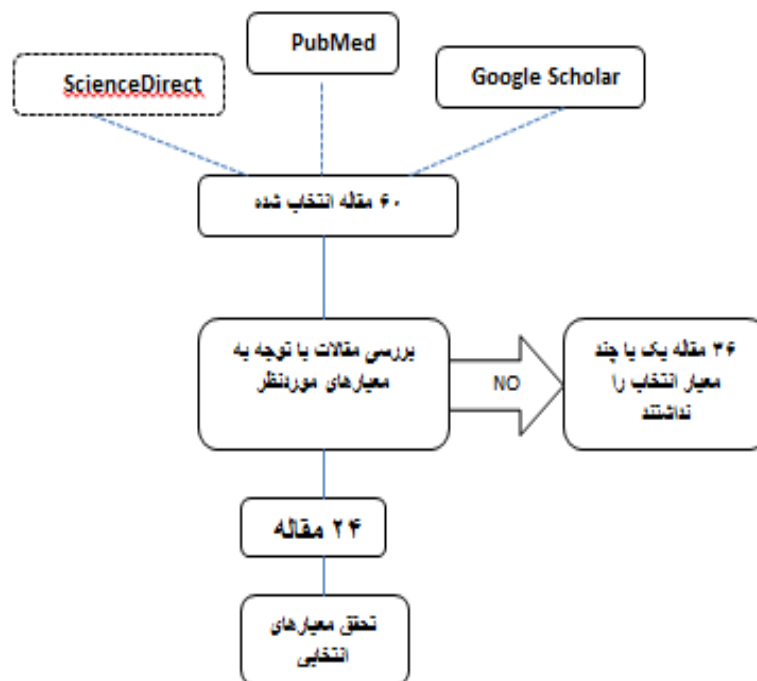 PubMed
ScienceDirect
Google Scholar
۶۰ مقاله انتخاب شده
بررسی مقالات با توجه به
معیارهای موردنظر
NO
۳۶ مقاله یک یا چند
معیار انتخاب را
نداشتند
۲۴ مقاله
تحقق معیارهای
انتخابی